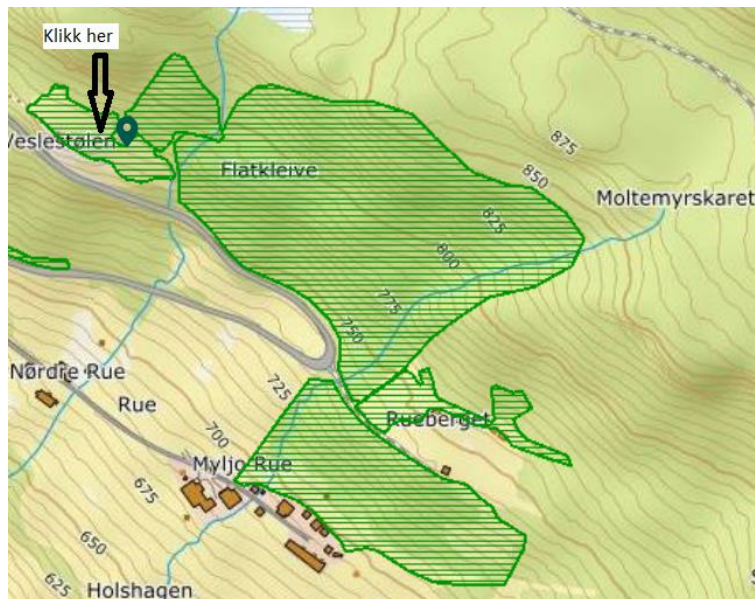 Klikk her
Veslestølen
Flatkleive
875
850
Moltemyrskaret
825
800
775
750
Nørdre Rue
725
Rue
Rueberget
700
Myljo Rue
675
650
625
Holshagen